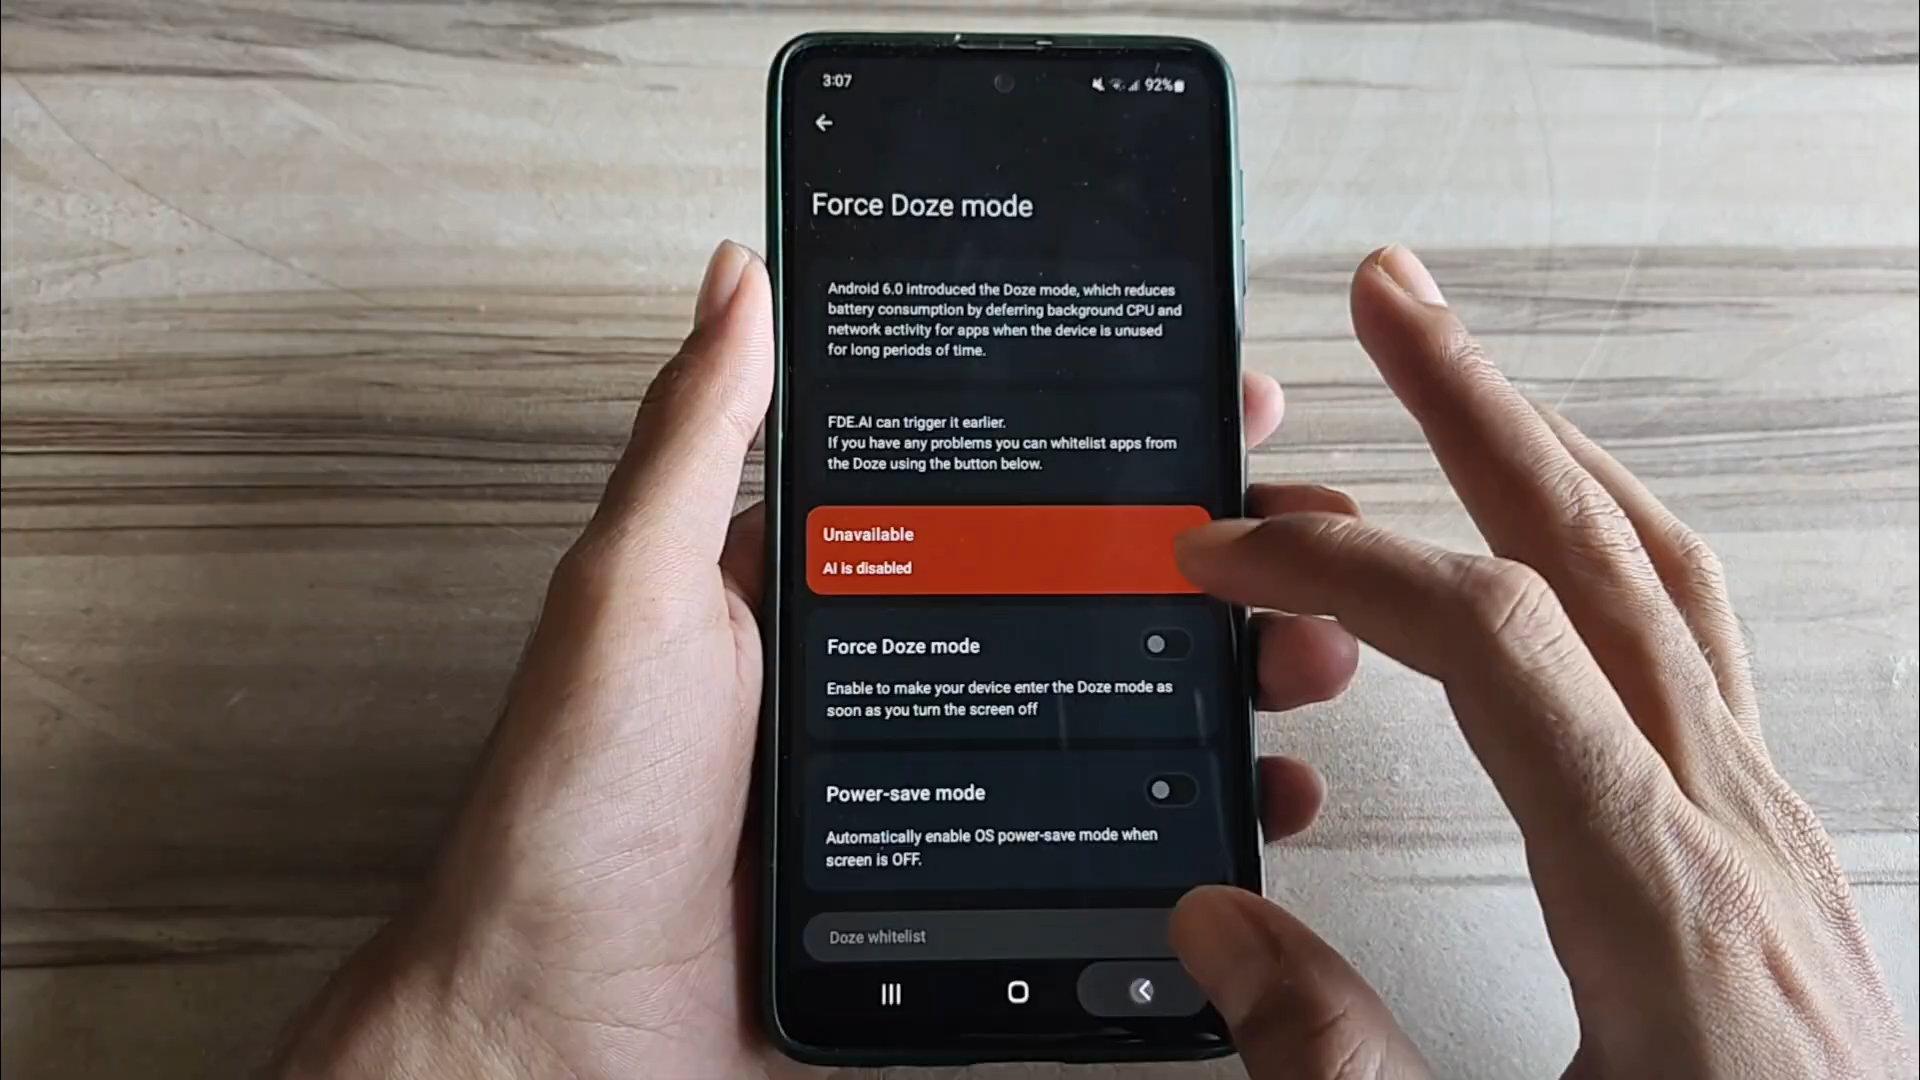 3:07
92%
Force Doze mode
Android 6.0 introduced the Doze mode, which reduces
battery consumption by deferring background CPU and
network activity for apps when the device is unused
for long periods of time.
FDE.AI can trigger it earlier.
If you have any problems you can whitelist apps from
the Doze using the button below.
Unavailable
AI is disabled
Force Doze mode
Enable to make your device enter the Doze mode as
soon as you turn the screen off
Power-save mode
Automatically enable OS power-save mode when
screen is OFF.
Doze whitelist